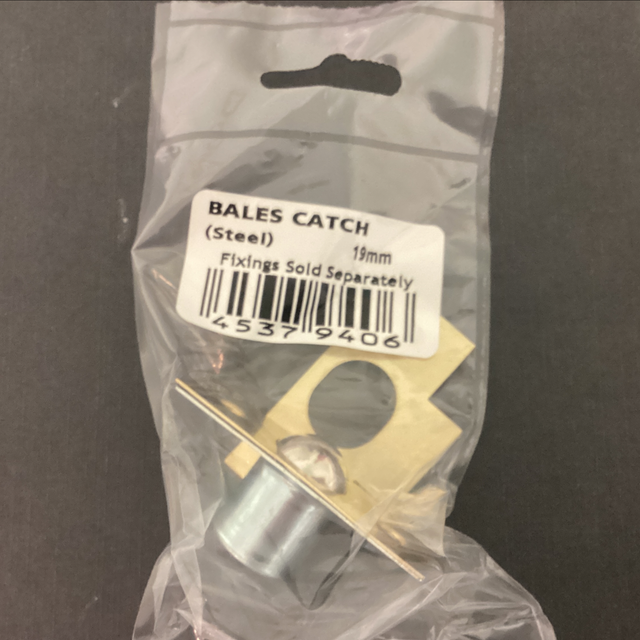 BALES CATCH
(Steel) 19mm
Fixings Sold Separately
4537 9406